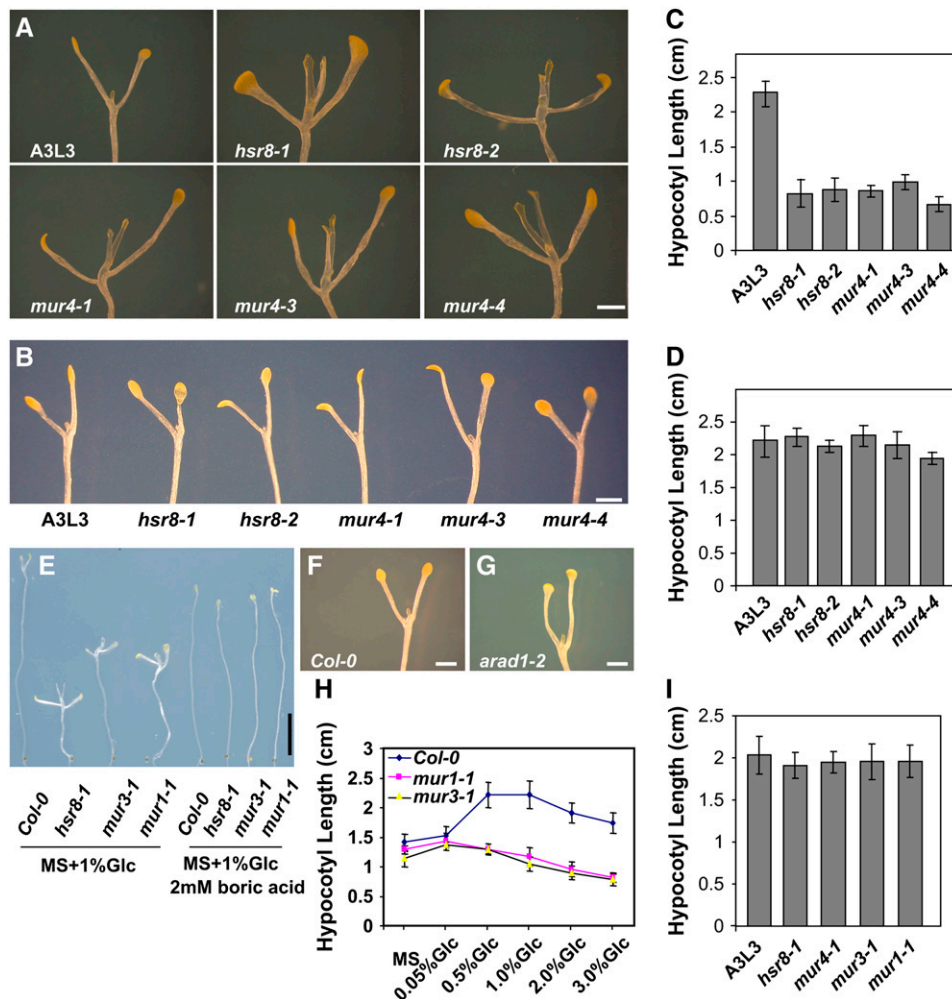 A
A3L3
hsr8-1
hsr8-2
mur4-1
mur4-3
mur4-4
B
A3L3 hsr8-1 hsr8-2 mur4-1 mur4-3 mur4-4
C
Hypocotyl Length (cm)
2.5
2
1.5
1
0.5
0
A3L3 hsr8-1 hsr8-2 mur4-1 mur4-3 mur4-4
D
Hypocotyl Length (cm)
2.5
2
1.5
1
0.5
0
A3L3 hsr8-1 hsr8-2 mur4-1 mur4-3 mur4-4
E
Col-0 hsr8-1 mur3-1 mur1-1 Col-0 hsr8-1 mur3-1 mur1-1
MS+1%Glc MS+1%Glc
2mM boric acid
F
Col-0
G
arad1-2
H
Hypocotyl Length (cm)
3
2.5
2
1.5
1
0.5
0
Col-0
mur1-1
mur3-1
MS 0.05%Glc 0.5%Glc 1.0%Glc 2.0%Glc 3.0%Glc
I
Hypocotyl Length (cm)
2.5
2
1.5
1
0.5
0
A3L3 hsr8-1 mur4-1 mur3-1 mur1-1